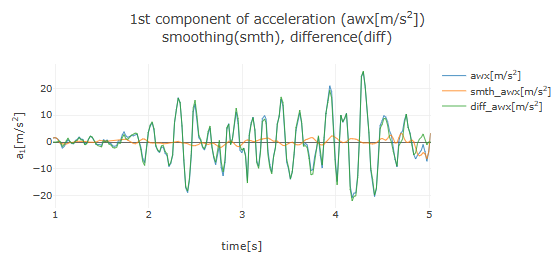 1st component of acceleration (awx[m/s²])
smoothing(smth), difference(diff)
awx[m/s²]
smth_awx[m/s²]
diff_awx[m/s²]
a₁[m/s²]
20
10
0
−10
−20
1 2 3 4 5
time[s]